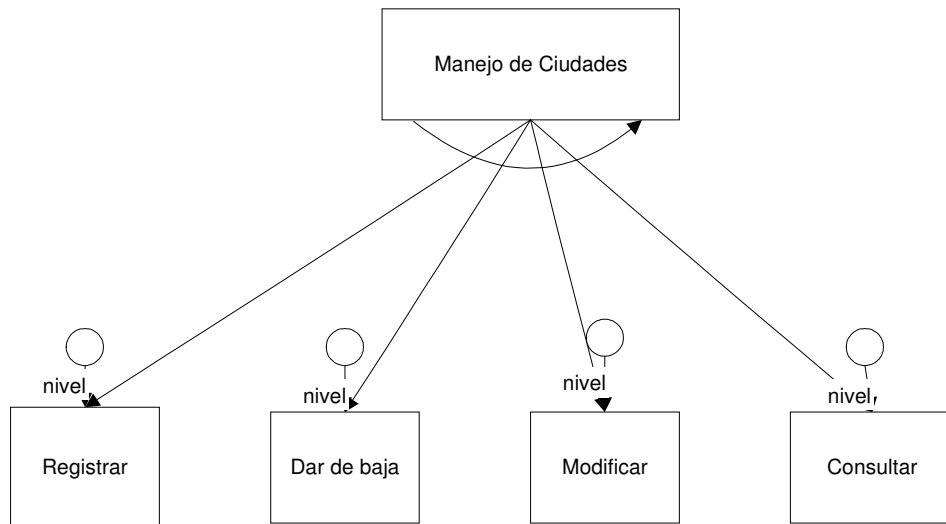 Manejo de Ciudades
nivel
nivel
nivel
nivel
Registrar
Dar de baja
Modificar
Consultar